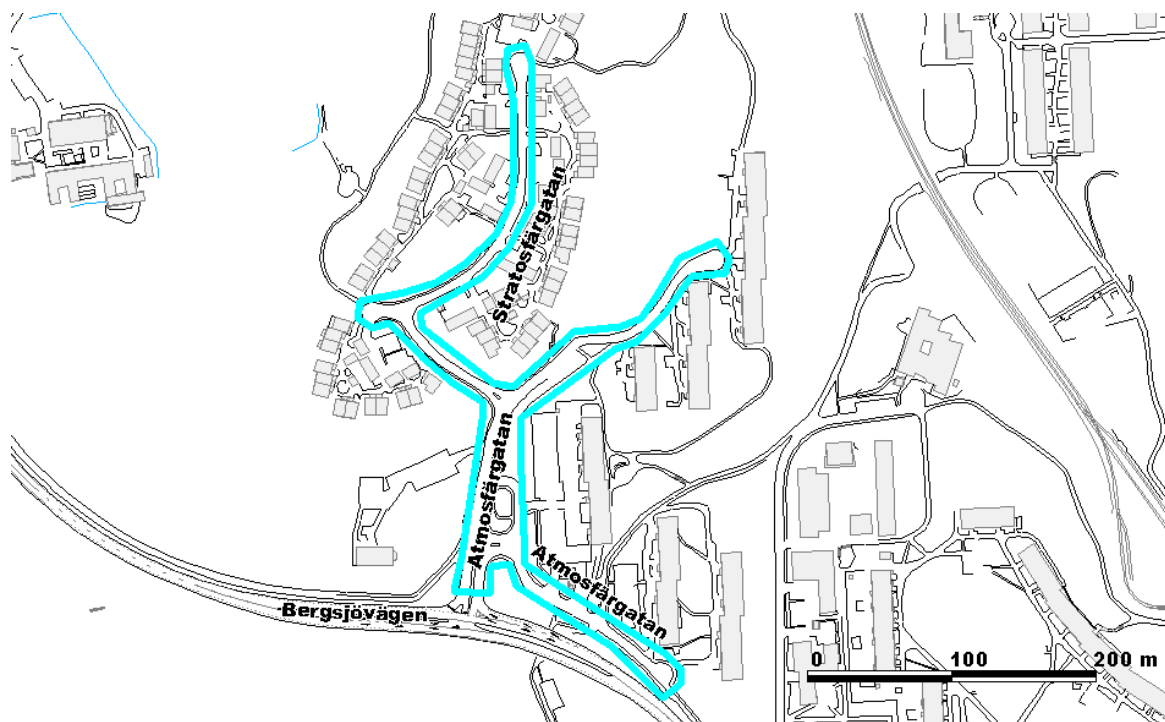 Stratosfärgatan
Atmosfärgatan
Atmosfärgatan
Bergsjövägen
0 100 200 m